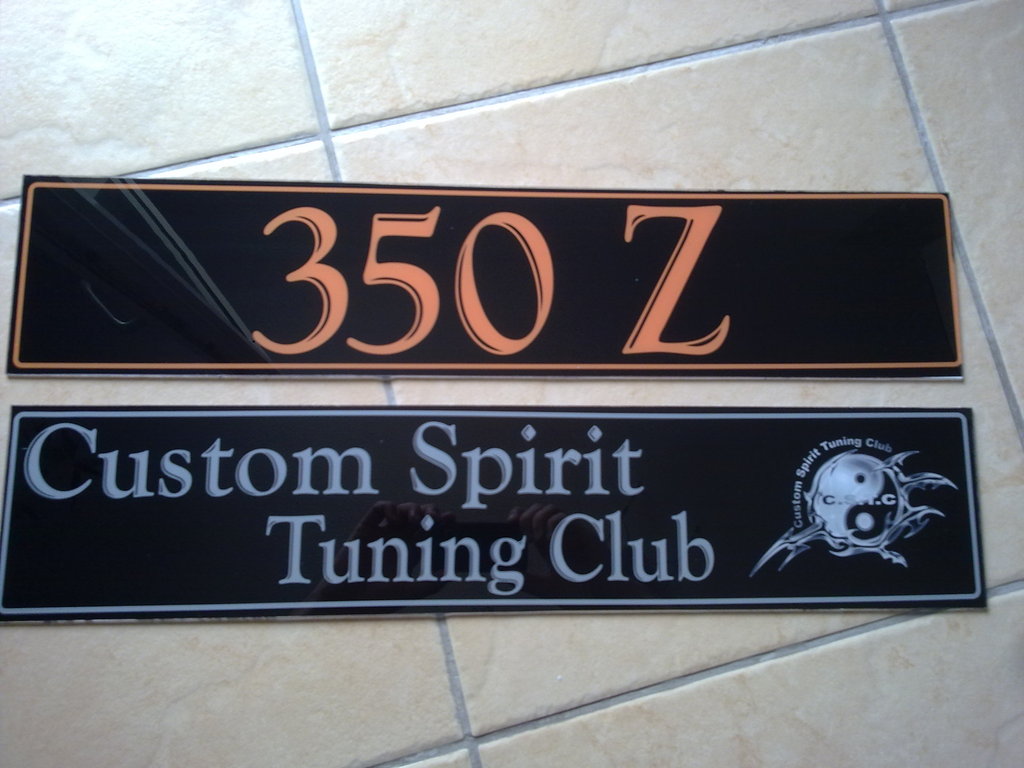 350 Z
Custom Spirit
Tuning Club
Custom Spirit Tuning Club
C.S.T.C